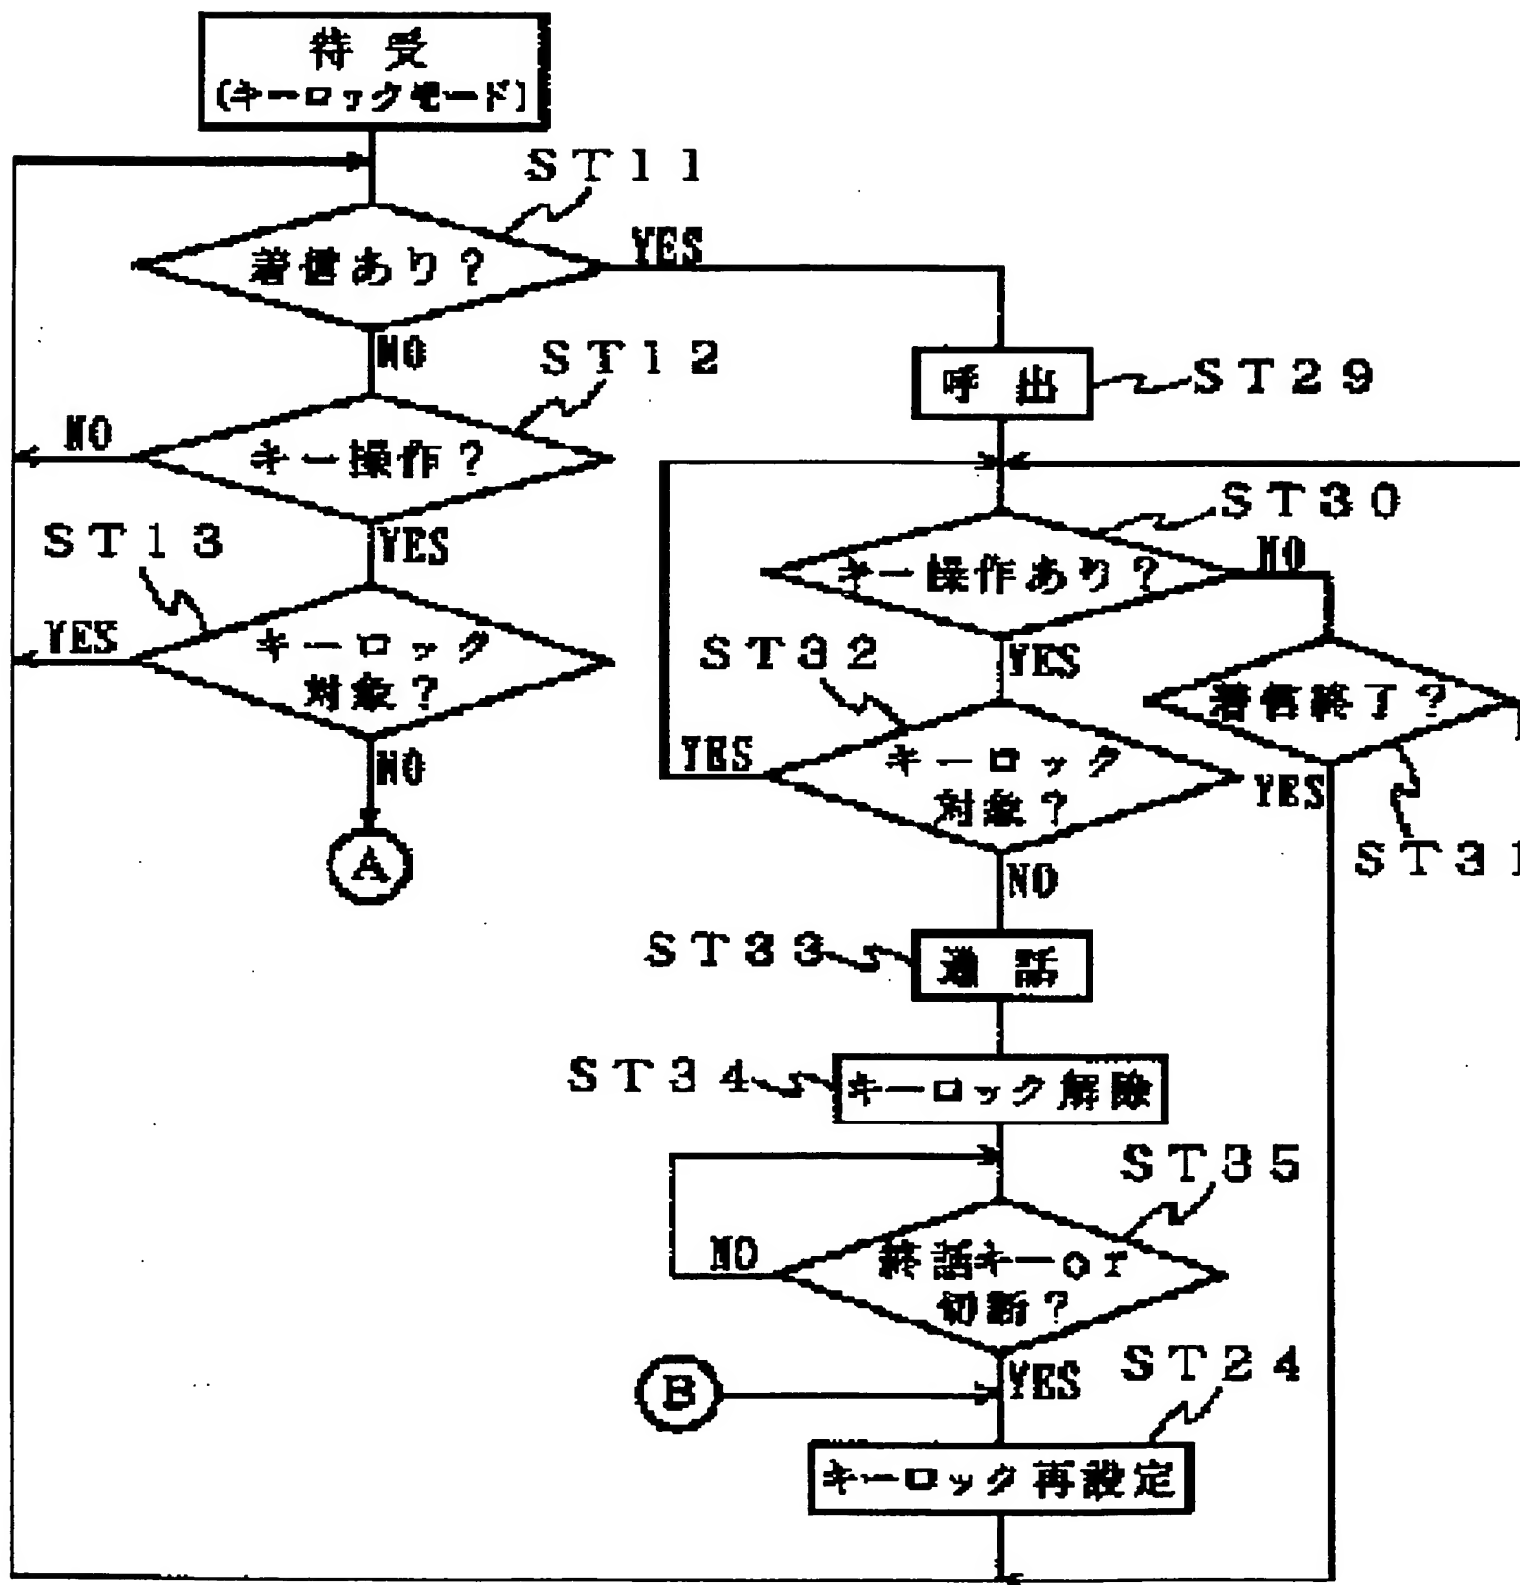 待受
(キーロックモード)
ST11
着信あり?
YES
NO
ST12
キー操作?
NO
YES
ST13
キーロック
対象?
YES
NO
A
呼出
ST29
ST30
キー操作あり?
NO
YES
ST32
着信終了?
YES
ST31
キーロック
対象?
YES
NO
ST33
通話
ST34
キーロック解除
ST35
終話キーor
切断?
NO
YES
B
ST24
キーロック再設定